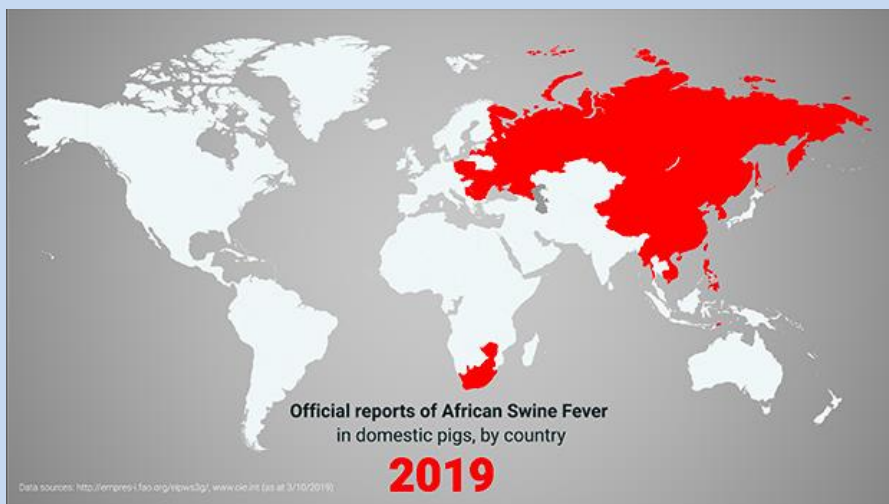 Official reports of African Swine Fever
in domestic pigs, by country
2019
Data sources: http://empres-i.fao.org/eipws3g/, www.oie.int (as at 3/10/2019)